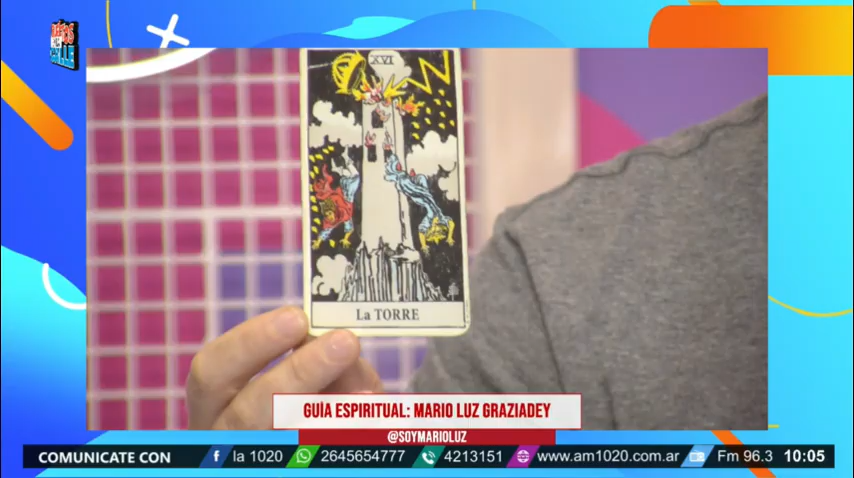 XVI
La TORRE
GUÍA ESPIRITUAL: MARIO LUZ GRAZIADEY
@SOYMARIOLUZ
COMUNICATE CON la 1020 2645654777 4213151 www.am1020.com.ar Fm 96.3 10:05